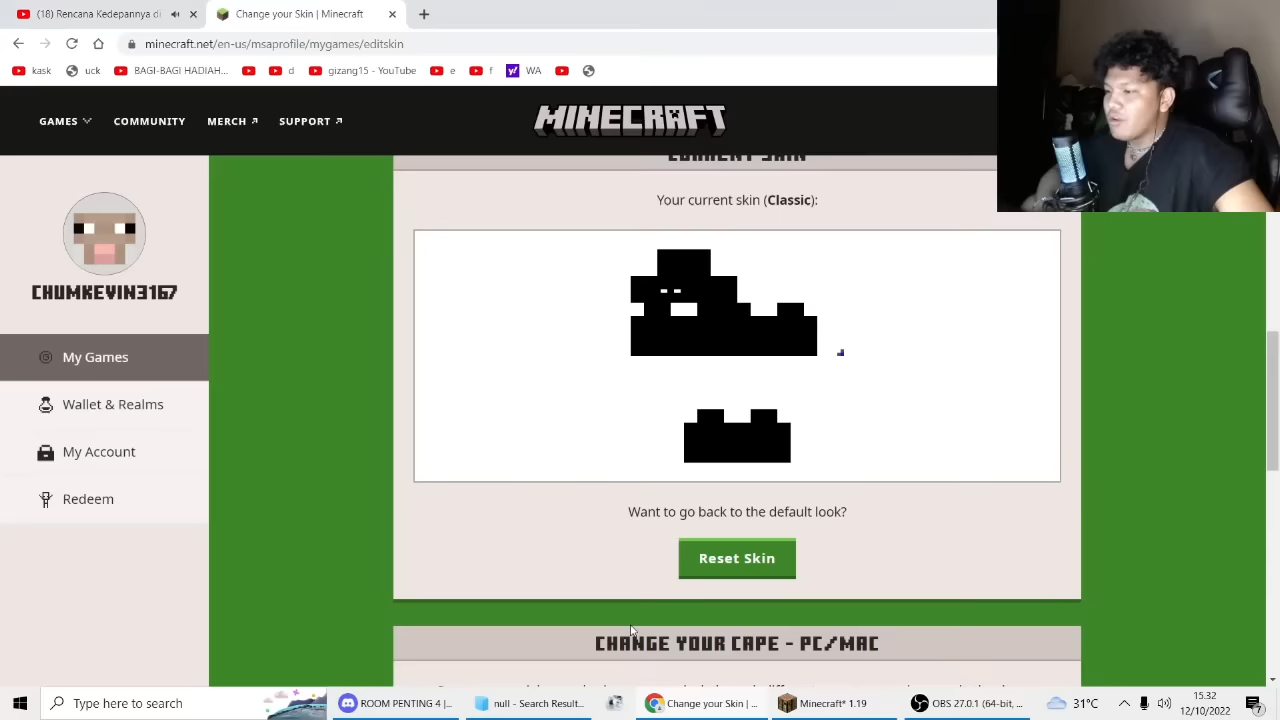 (18) Rencana Kedepannya di
Change your Skin | Minecraft
minecraft.net/en-us/msaprofile/mygames/editskin
kask
uck
BAGI-BAGI HADIAH...
d
gizang15 - YouTube
e
f
WA
GAMES
COMMUNITY
MERCH
SUPPORT
MINECRAFT
CURRENT SKIN
CHUMKEVIN3167
My Games
Wallet & Realms
My Account
Redeem
Your current skin (Classic):
Want to go back to the default look?
Reset Skin
CHANGE YOUR CAPE - PC/MAC
Type here to search
ROOM PENTING 4 |...
null - Search Result...
Change your Skin | ...
Minecraft* 1.19
OBS 27.0.1 (64-bit, ...
31°C
15.32
12/10/2022
7